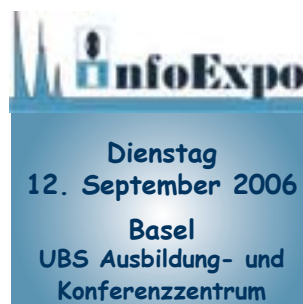 infoExpo
Dienstag
12. September 2006
Basel
UBS Ausbildung- und
Konferenzzentrum